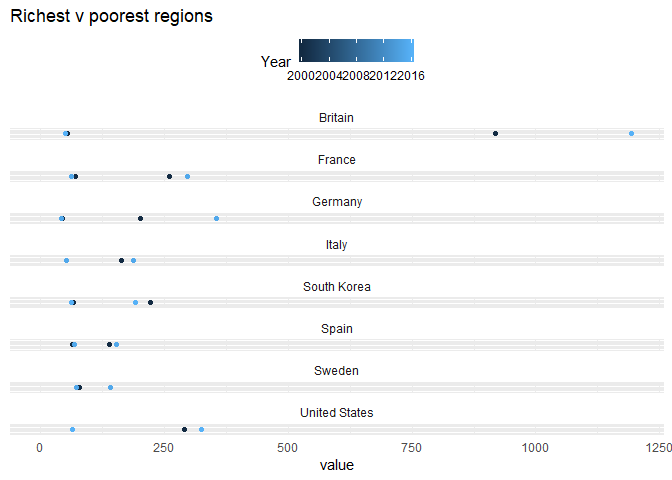 Richest v poorest regions
Year
2000 2004 2008 2012 2016
Britain
France
Germany
Italy
South Korea
Spain
Sweden
United States
0 250 500 750 1000 1250
value